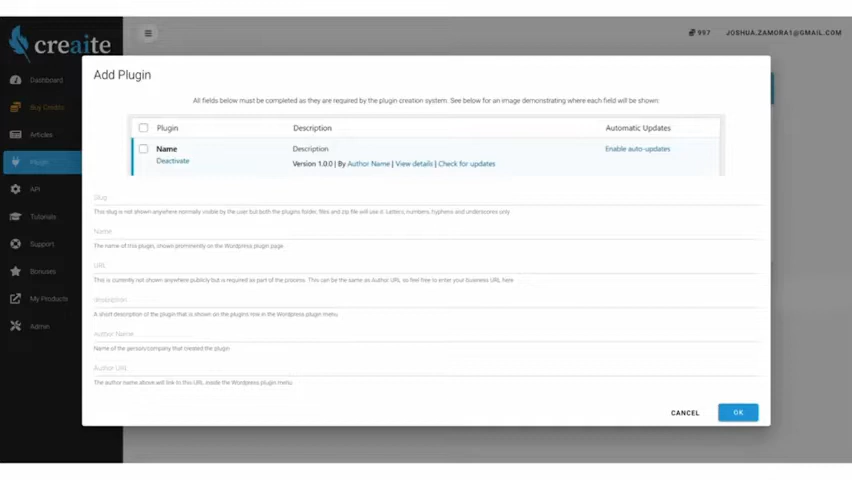 creaite
997
JOSHUA.ZAMORA1@GMAIL.COM
Dashboard
Buy Credits
Articles
Plugin
API
Tutorials
Support
Bonuses
My Products
Admin
Add Plugin
All fields below must be completed as they are required by the plugin creation system. See below for an image demonstrating where each field will be shown:
Plugin Description Automatic Updates
Name Description Enable auto-updates
Deactivate Version 1.0.0 | By Author Name | View details | Check for updates
Slug
This slug is not shown anywhere normally visible by the user but both the plugins folder, files and zip file will use it. Letters, numbers, hyphens and underscores only
Name
The name of this plugin, shown prominently on the Wordpress plugin page
URL
This is currently not shown anywhere publicly but is required as part of the process. This can be the same as Author URL so feel free to enter your business URL here
description
A short description of the plugin that is shown on the plugins row in the Wordpress plugin menu
Author Name
Name of the person/company that created the plugin
Author URL
The author name above will link to this URL inside the Wordpress plugin menu
CANCEL
OK